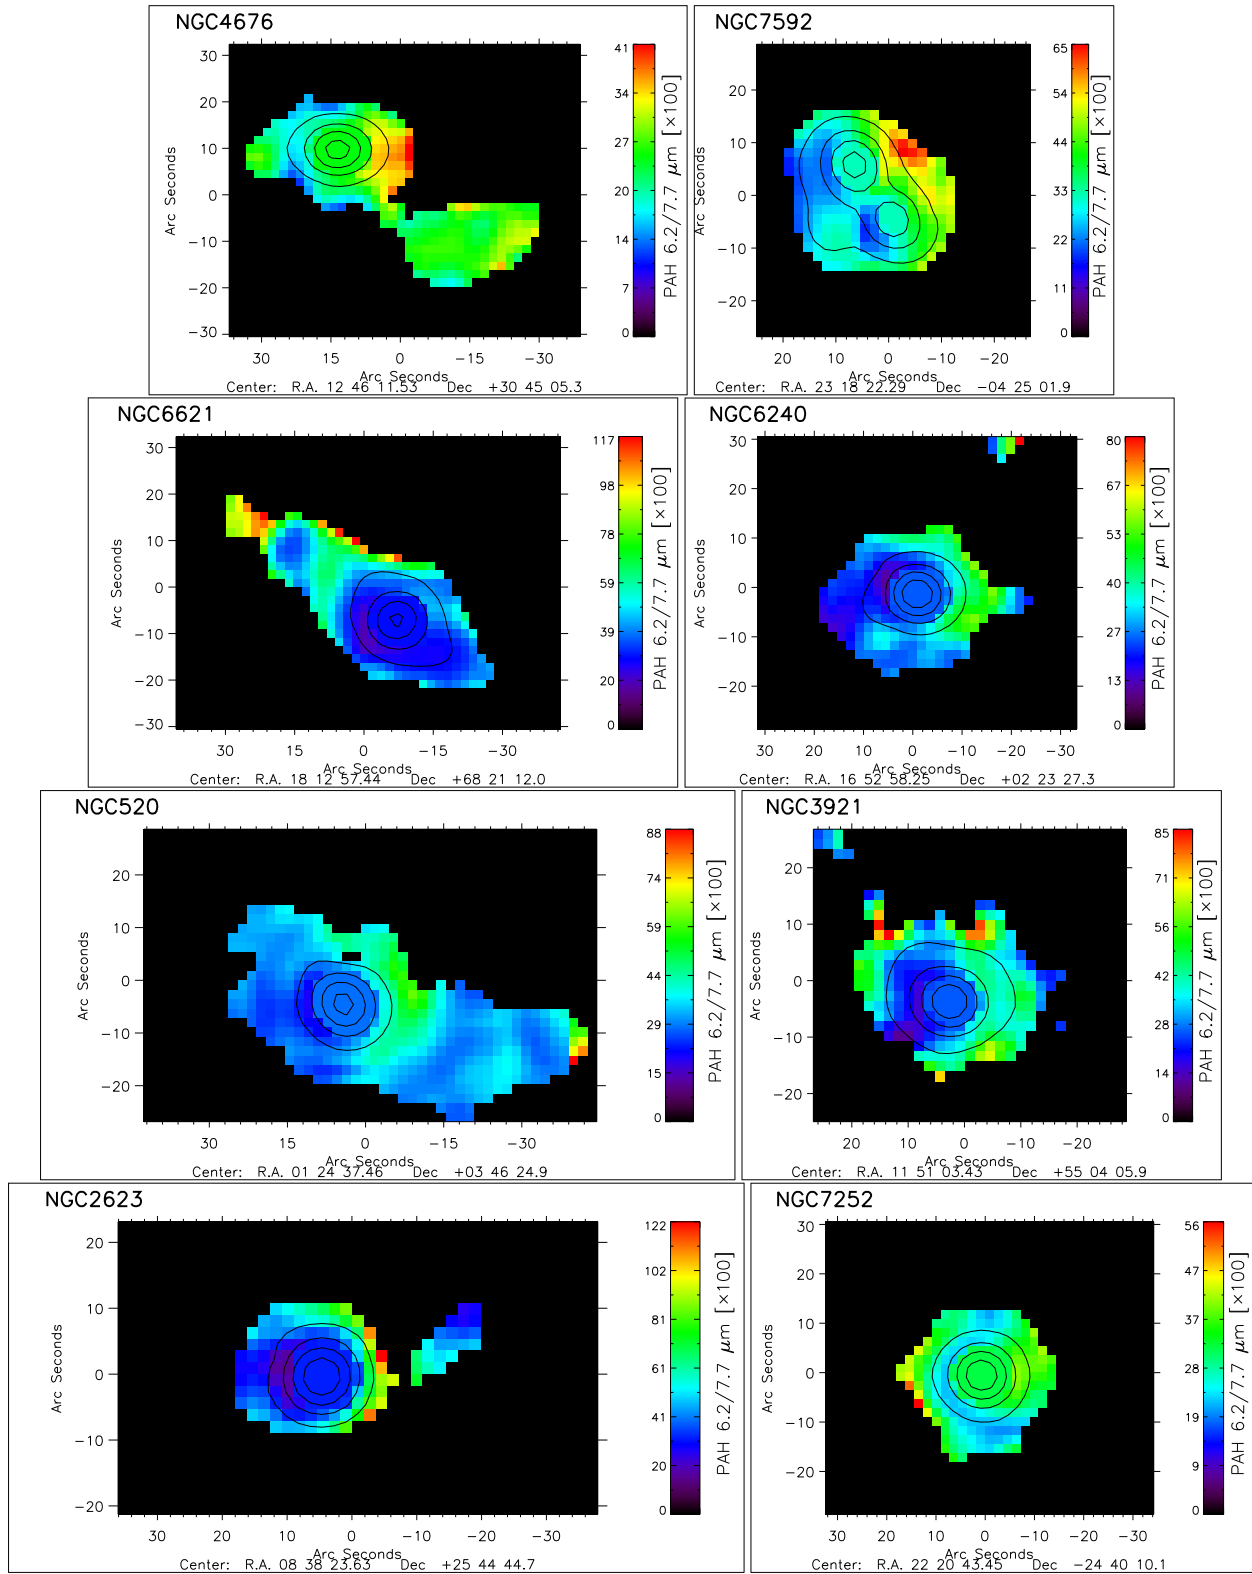 NGC4676
30
20
10
0
−10
−20
−30
Arc Seconds
30 15 0 −15 −30
Arc Seconds
Center: R.A. 12 46 11.53 Dec +30 45 05.3
41
34
27
20
14
7
0
PAH 6.2/7.7 μm [×100]
NGC7592
20
10
0
−10
−20
Arc Seconds
20 10 0 −10 −20
Arc Seconds
Center: R.A. 23 18 22.29 Dec −04 25 01.9
65
55
44
33
22
11
0
PAH 6.2/7.7 μm [×100]
NGC6621
30
20
10
0
−10
−20
−30
Arc Seconds
30 15 0 −15 −30
Arc Seconds
Center: R.A. 18 12 57.44 Dec +68 21 12.0
117
98
78
59
39
20
0
PAH 6.2/7.7 μm [×100]
NGC6240
30
20
10
0
−10
−20
Arc Seconds
30 20 10 0 −10 −20 −30
Arc Seconds
Center: R.A. 16 52 58.25 Dec +02 23 27.3
80
67
53
40
27
13
0
PAH 6.2/7.7 μm [×100]
NGC520
20
10
0
−10
−20
Arc Seconds
30 15 0 −15 −30
Arc Seconds
Center: R.A. 01 24 37.46 Dec +03 46 24.9
88
74
59
44
29
15
0
PAH 6.2/7.7 μm [×100]
NGC3921
20
10
0
−10
−20
Arc Seconds
20 10 0 −10 −20
Arc Seconds
Center: R.A. 11 51 03.43 Dec +55 04 05.9
85
71
57
42
28
14
0
PAH 6.2/7.7 μm [×100]
NGC2623
20
10
0
−10
−20
Arc Seconds
30 20 10 0 −10 −20 −30
Arc Seconds
Center: R.A. 08 38 23.63 Dec +25 44 44.7
122
102
81
61
41
20
0
PAH 6.2/7.7 μm [×100]
NGC7252
30
20
10
0
−10
−20
Arc Seconds
30 20 10 0 −10 −20 −30
Arc Seconds
Center: R.A. 22 20 43.45 Dec −24 40 10.1
56
47
37
28
19
9
0
PAH 6.2/7.7 μm [×100]